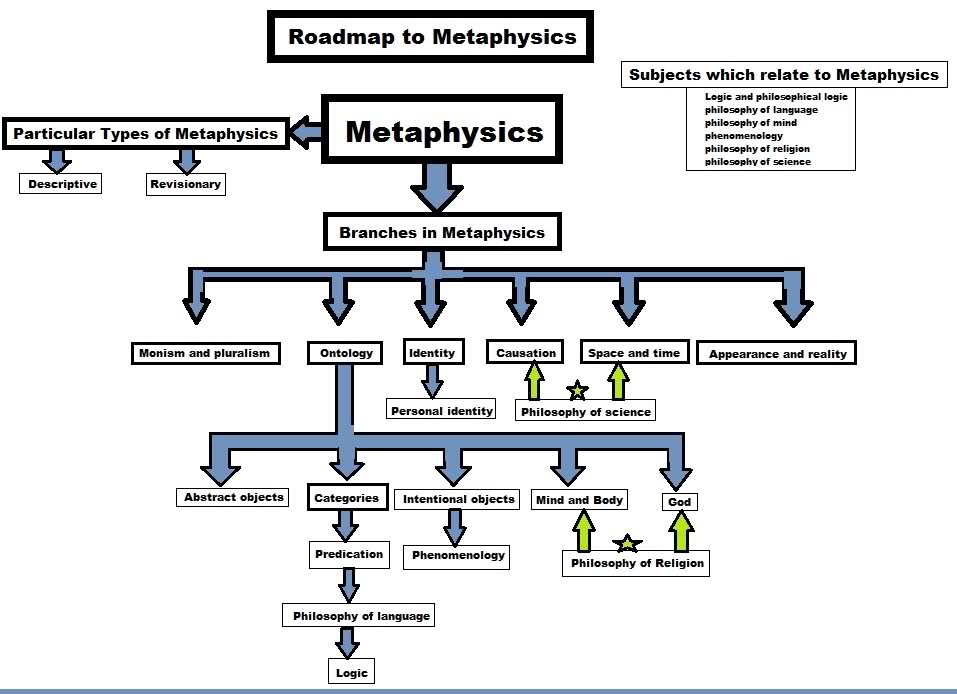 Roadmap to Metaphysics
Subjects which relate to Metaphysics
Logic and philosophical logic
philosophy of language
philosophy of mind
phenomenology
philosophy of religion
philosophy of science
Particular Types of Metaphysics
Metaphysics
Descriptive
Revisionary
Branches in Metaphysics
Monism and pluralism
Ontology
Identity
Causation
Space and time
Appearance and reality
Personal identity
Philosophy of science
Abstract objects
Categories
Intentional objects
Mind and Body
God
Predication
Phenomenology
Philosophy of Religion
Philosophy of language
Logic